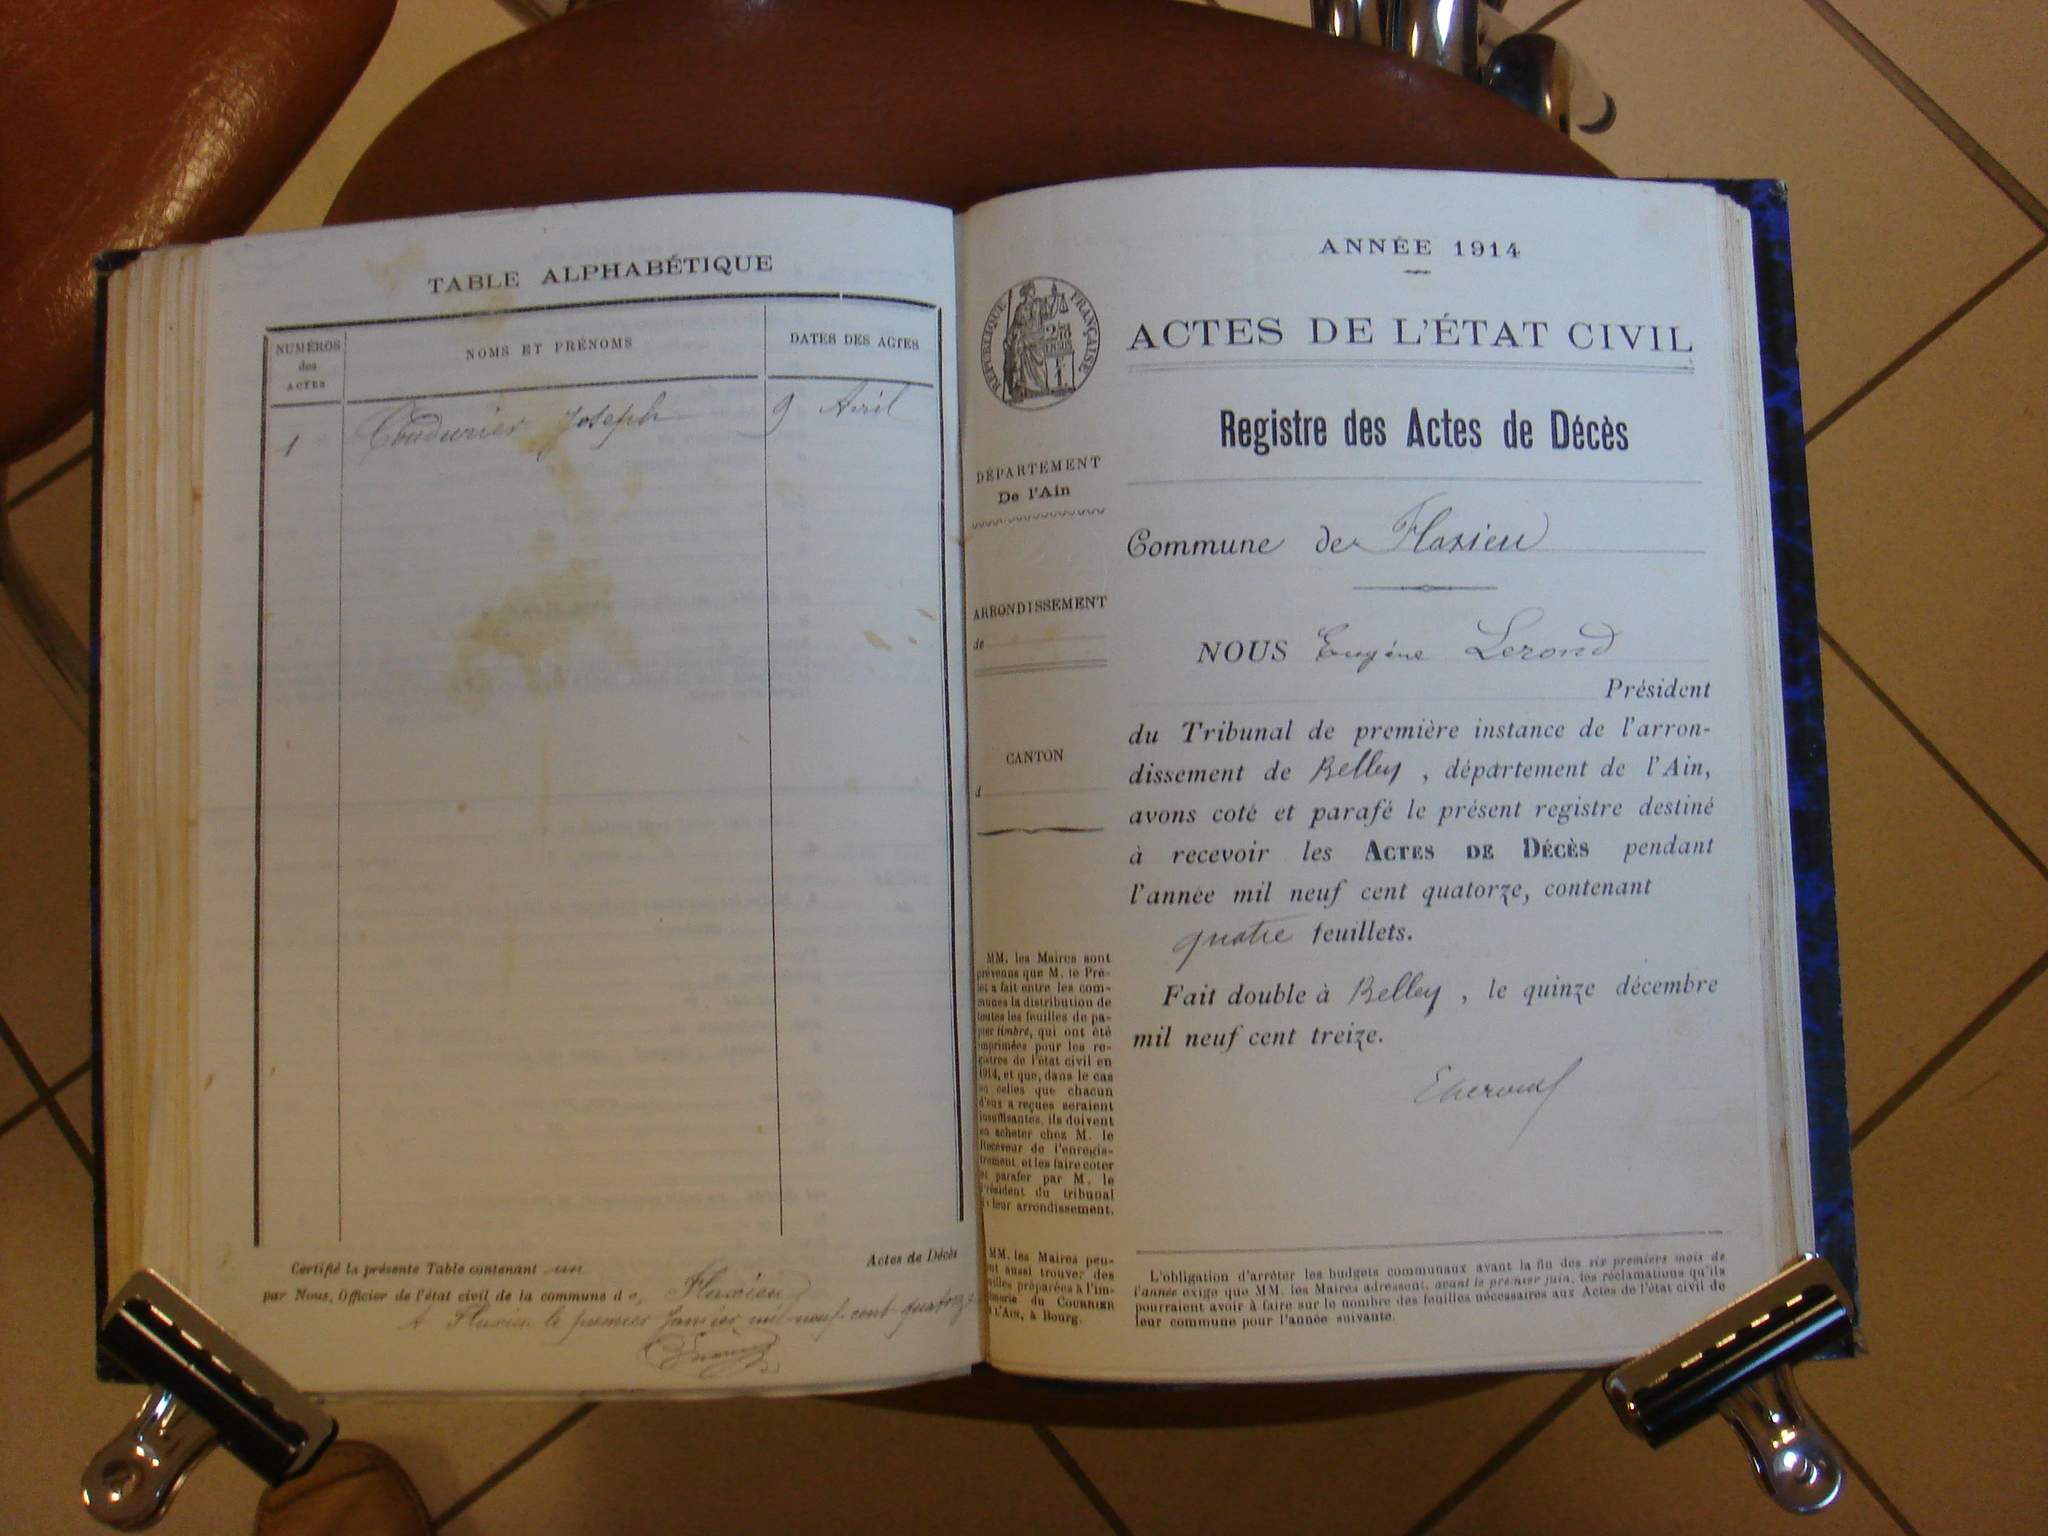 TABLE ALPHABÉTIQUE
NUMÉROS
des
ACTES
NOMS ET PRÉNOMS
DATES DES ACTES
1
Coudurier Joseph
9 Avril
Certifié la présente Table contenant un
Actes de Décès
par Nous, Officier de l'état civil de la commune de Flaxieu
A Flaxieu le premier Janvier mil-neuf-cent quatorze
ANNÉE 1914
RÉPUBLIQUE FRANÇAISE
ACTES DE L'ÉTAT CIVIL
Registre des Actes de Décès
DÉPARTEMENT
De l'Ain
Commune de Flaxieu
ARRONDISSEMENT
de
CANTON
d
NOUS Eugène Lerond
Président
du Tribunal de première instance de l'arron-
dissement de Belley, département de l'Ain,
avons coté et parafé le présent registre destiné
à recevoir les ACTES DE DÉCÈS pendant
l'année mil neuf cent quatorze, contenant
quatre feuillets.
Fait double à Belley, le quinze décembre
mil neuf cent treize.
MM. les Maires sont
prévenus que M. le Pré-
et a fait entre les com-
munes la distribution de
toutes les feuilles de pa-
pier timbré, qui ont été
imprimées pour les re-
gistres de l'état civil en
1914, et que, dans le cas
celles que chacun
d'eux a reçues seraient
insuffisantes, ils doivent
en acheter chez M. le
Receveur de l'enregis-
trement, et les faire coter
et parafer par M. le
Président du tribunal
leur arrondissement.
MM. les Maires peu-
aussi trouver des
feuilles préparées à l'im-
du COURRIER
L'AIN, à Bourg.
L'obligation d'arrêter les budgets communaux avant la fin des six premiers mois de
l'année exige que MM. les Maires adressent, avant le premier juin, les réclamations qu'ils
pourraient avoir à faire sur le nombre des feuilles nécessaires aux Actes de l'état civil de
leur commune pour l'année suivante.